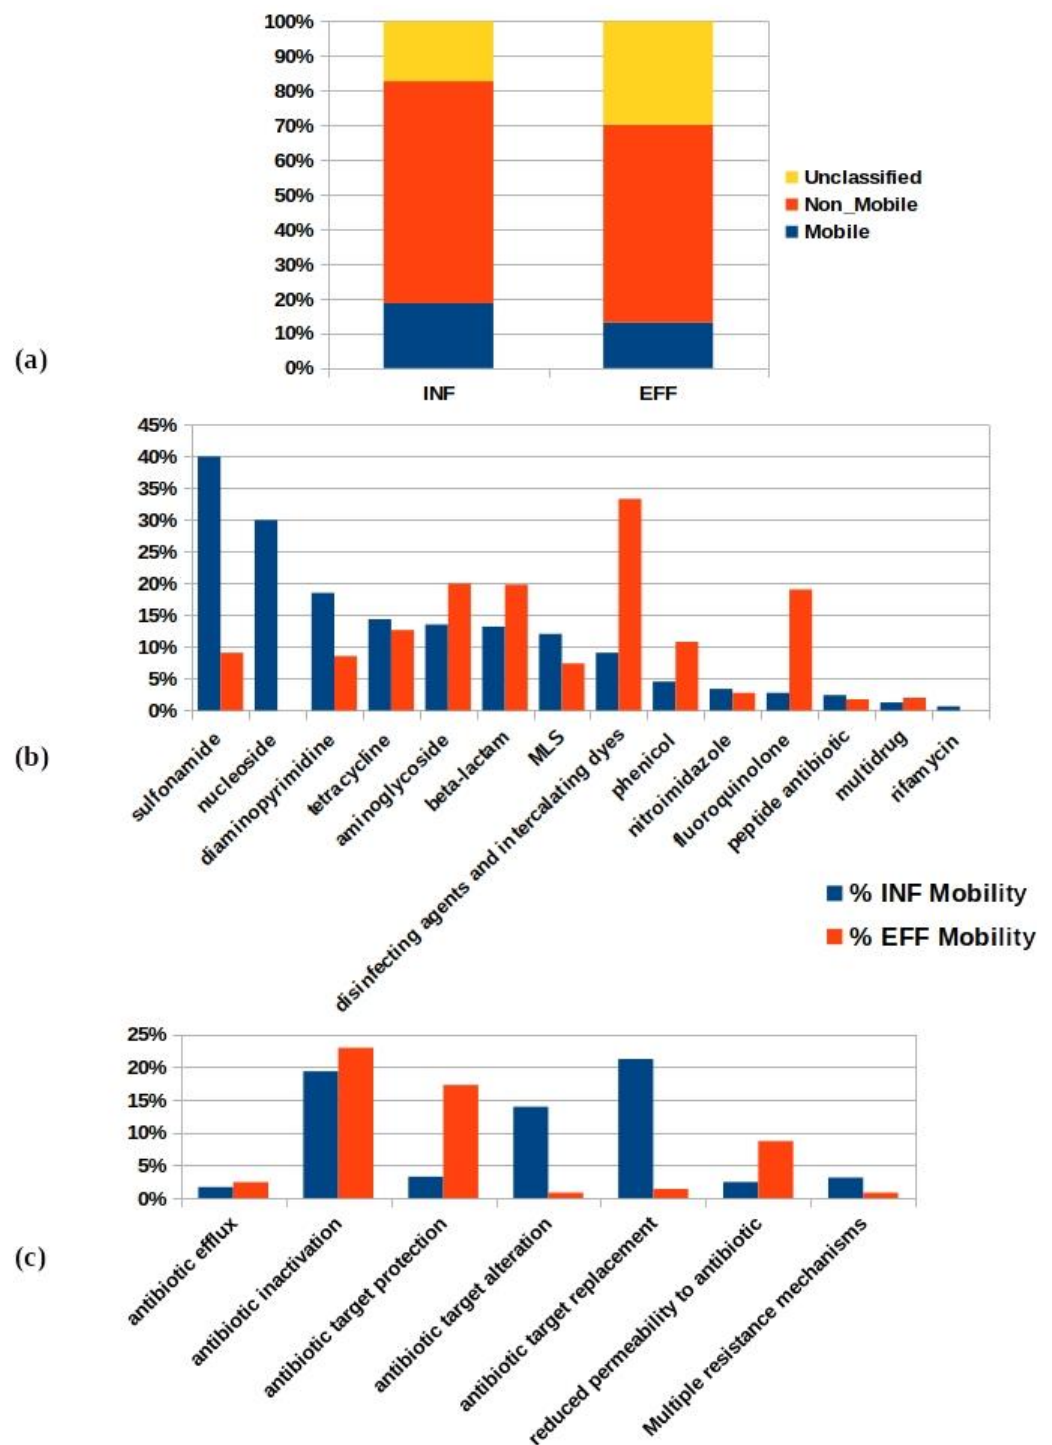 100%
90%
80%
70%
60%
50%
40%
30%
20%
10%
0%
INF
EFF
Unclassified
Non_Mobile
Mobile
(a)
45%
40%
35%
30%
25%
20%
15%
10%
5%
0%
sulfonamide
nucleoside
diaminopyrimidine
tetracycline
aminoglycoside
beta-lactam
MLS
disinfecting agents and intercalating dyes
phenicol
nitroimidazole
fluoroquinolone
peptide antibiotic
multidrug
rifamycin
(b)
% INF Mobility
% EFF Mobility
25%
20%
15%
10%
5%
0%
antibiotic efflux
antibiotic inactivation
antibiotic target protection
antibiotic target alteration
antibiotic target replacement
reduced permeability to antibiotic
Multiple resistance mechanisms
(c)